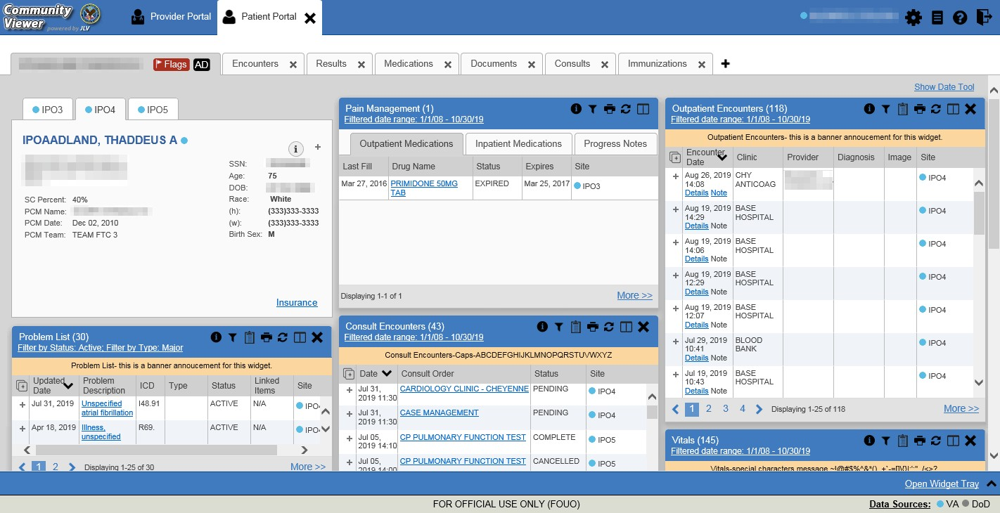 Community
Viewer
powered by JLV
Provider Portal
Patient Portal
Flags AD
Encounters
Results
Medications
Documents
Consults
Immunizations
Show Date Tool
IPO3
IPO4
IPO5
IPOAADLAND, THADDEUS A
SC Percent: 40%
PCM Name:
PCM Date: Dec 02, 2010
PCM Team: TEAM FTC 3
SSN:
Age: 75
DOB:
Race: White
(h): (333)333-3333
(w): (333)333-3333
Birth Sex: M
Insurance
Problem List (30)
Filter by Status: Active; Filter by Type: Major
Problem List- this is a banner annoucement for this widget.
Updated Date Problem Description ICD Type Status Linked Items Site
Jul 31, 2019 Unspecified atrial fibrillation I48.91 ACTIVE N/A IPO4
Apr 18, 2019 Illness, unspecified R69. ACTIVE N/A IPO4
1 2 Displaying 1-25 of 30 More >>
Pain Management (1)
Filtered date range: 1/1/08 - 10/30/19
Outpatient Medications
Inpatient Medications
Progress Notes
Last Fill Drug Name Status Expires Site
Mar 27, 2016 PRIMIDONE 50MG TAB EXPIRED Mar 25, 2017 IPO3
Displaying 1-1 of 1 More >>
Consult Encounters (43)
Filtered date range: 1/1/08 - 10/30/19
Consult Encounters-Caps-ABCDEFGHIJKLMNOPQRSTUVWXYZ
Date Consult Order Status Site
Jul 31, 2019 11:30 CARDIOLOGY CLINIC - CHEYENNE PENDING IPO4
Jul 31, 2019 11:30 CASE MANAGEMENT PENDING IPO4
Jul 05, 2019 14:10 CP PULMONARY FUNCTION TEST COMPLETE IPO5
Jul 05, 2019 14:00 CP PULMONARY FUNCTION TEST CANCELLED IPO5
Outpatient Encounters (118)
Filtered date range: 1/1/08 - 10/30/19
Outpatient Encounters- this is a banner annoucement for this widget.
Encounter Date Clinic Provider Diagnosis Image Site
Aug 26, 2019 14:08 Details Note CHY ANTICOAG IPO4
Aug 19, 2019 14:29 Details Note BASE HOSPITAL IPO4
Aug 19, 2019 14:06 Details Note BASE HOSPITAL IPO4
Aug 19, 2019 12:29 Details Note BASE HOSPITAL IPO4
Aug 19, 2019 12:07 Details Note BASE HOSPITAL IPO4
Jul 29, 2019 10:41 Details Note BLOOD BANK IPO4
Jul 19, 2019 10:43 Details Note BASE HOSPITAL IPO4
1 2 3 4 Displaying 1-25 of 118 More >>
Vitals (145)
Filtered date range: 1/1/08 - 10/30/19
Vitals-special characters message
Open Widget Tray
FOR OFFICIAL USE ONLY (FOUO)
Data Sources: VA DoD